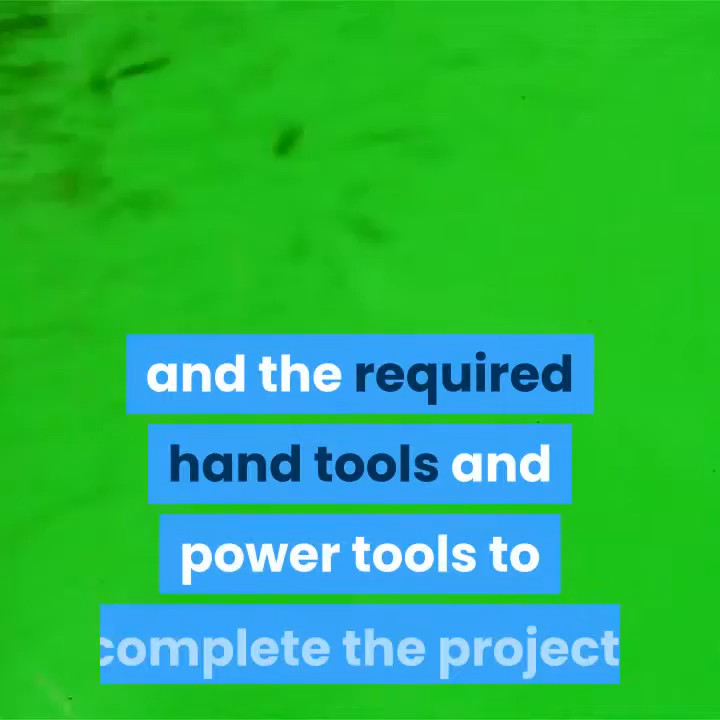 and the required
hand tools and
power tools to
complete the project